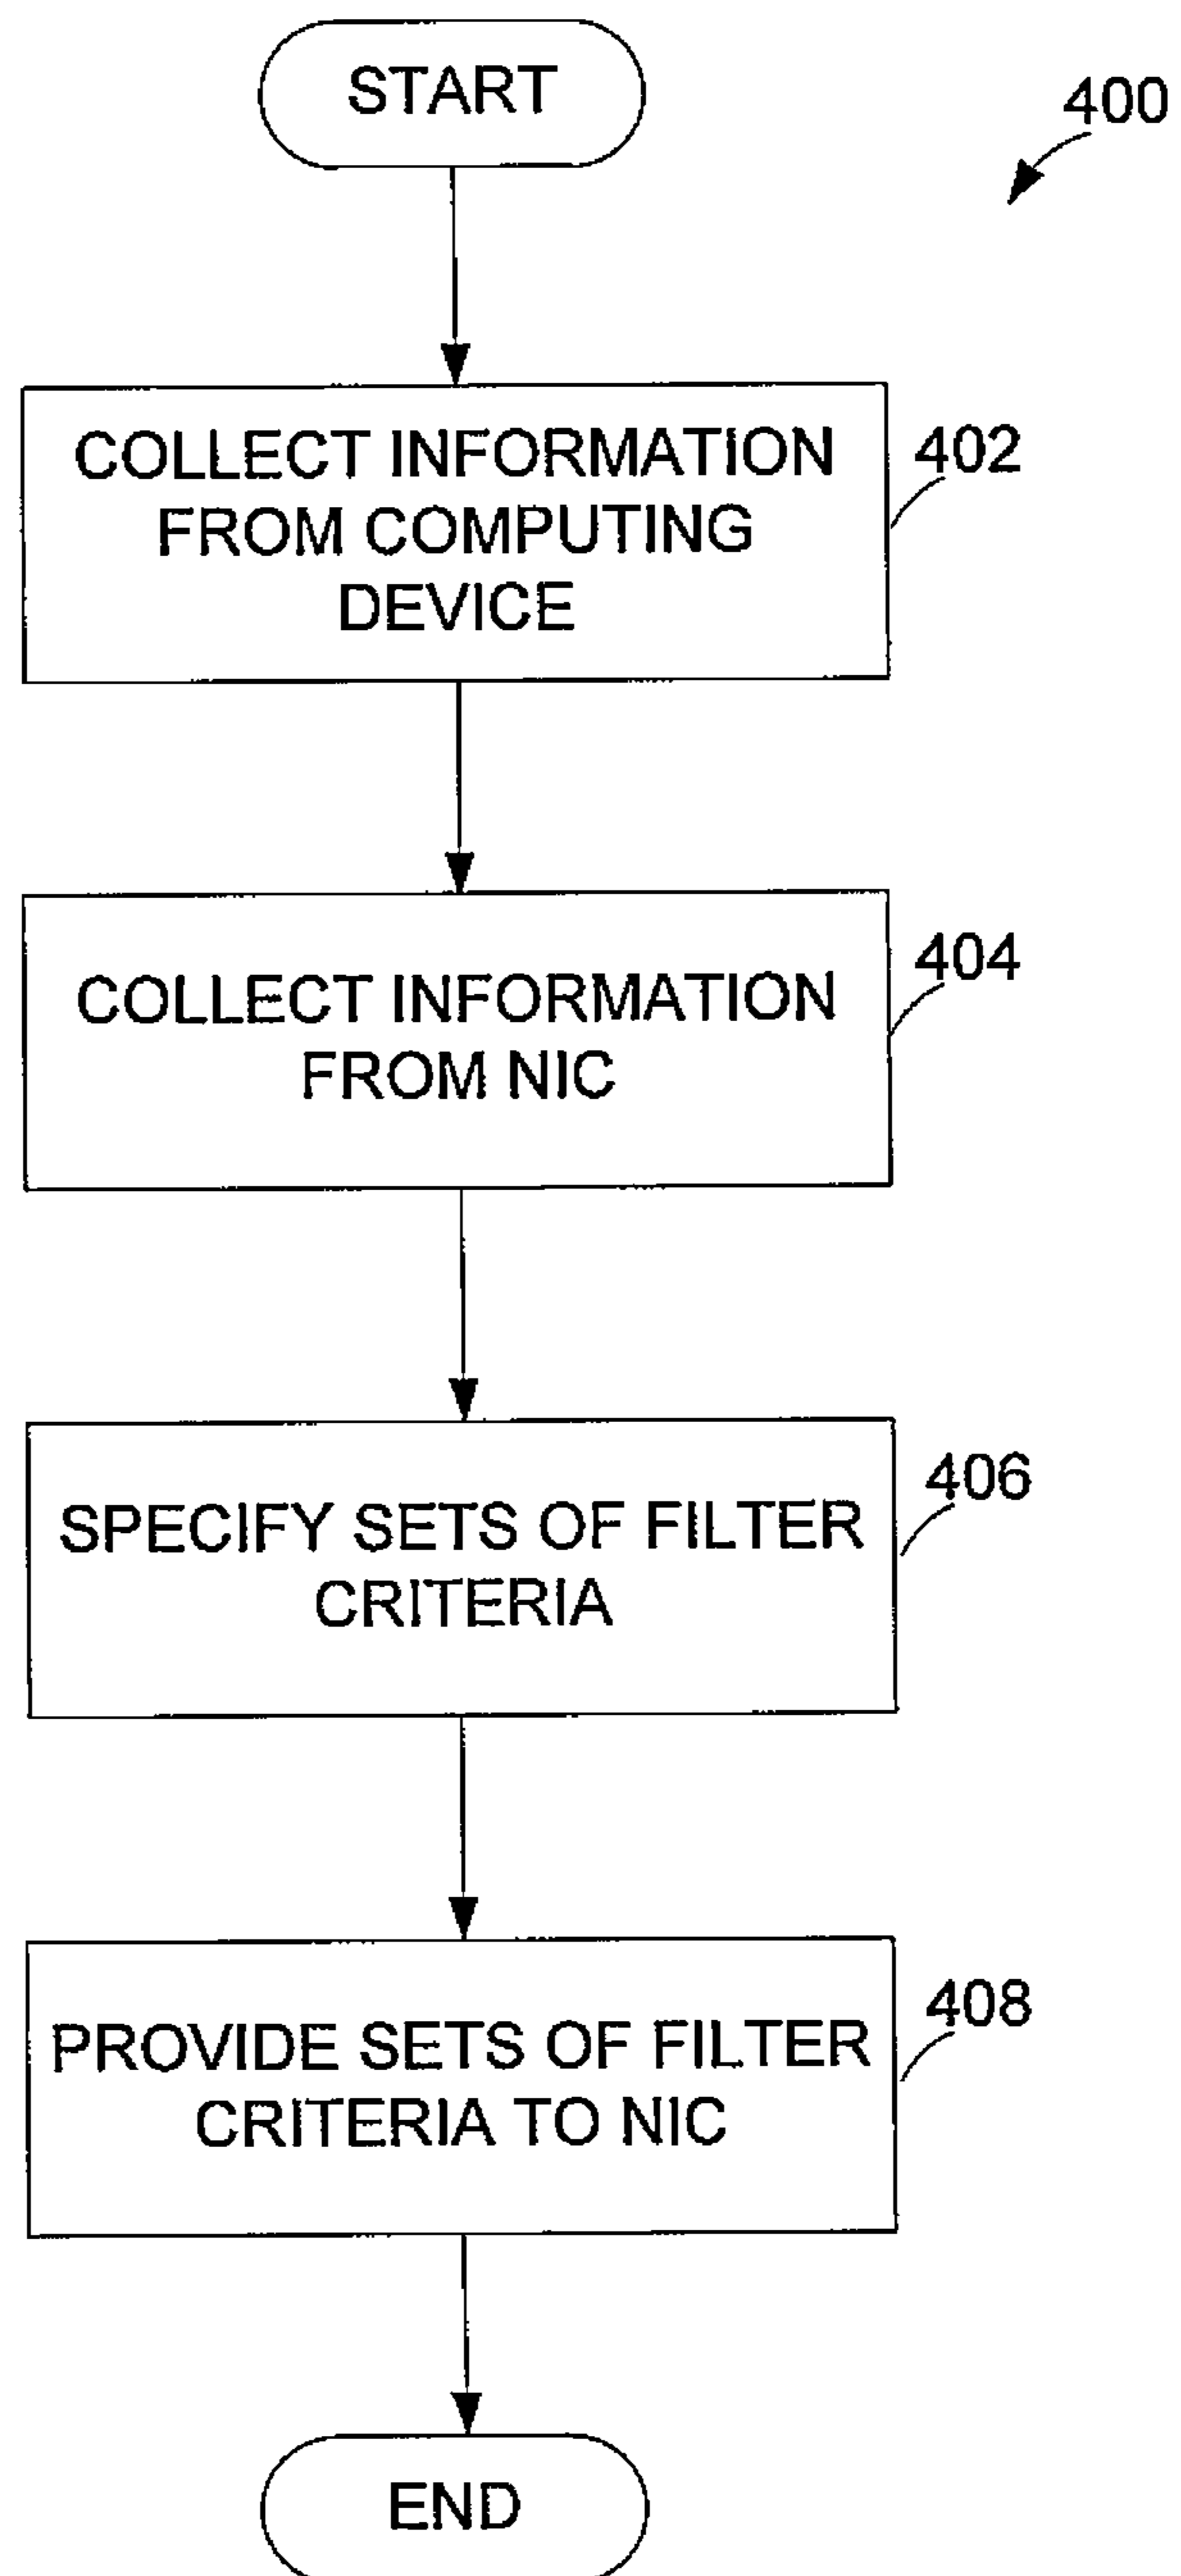 START
400
COLLECT INFORMATION
FROM COMPUTING
DEVICE
402
COLLECT INFORMATION
FROM NIC
404
SPECIFY SETS OF FILTER
CRITERIA
406
PROVIDE SETS OF FILTER
CRITERIA TO NIC
408
END